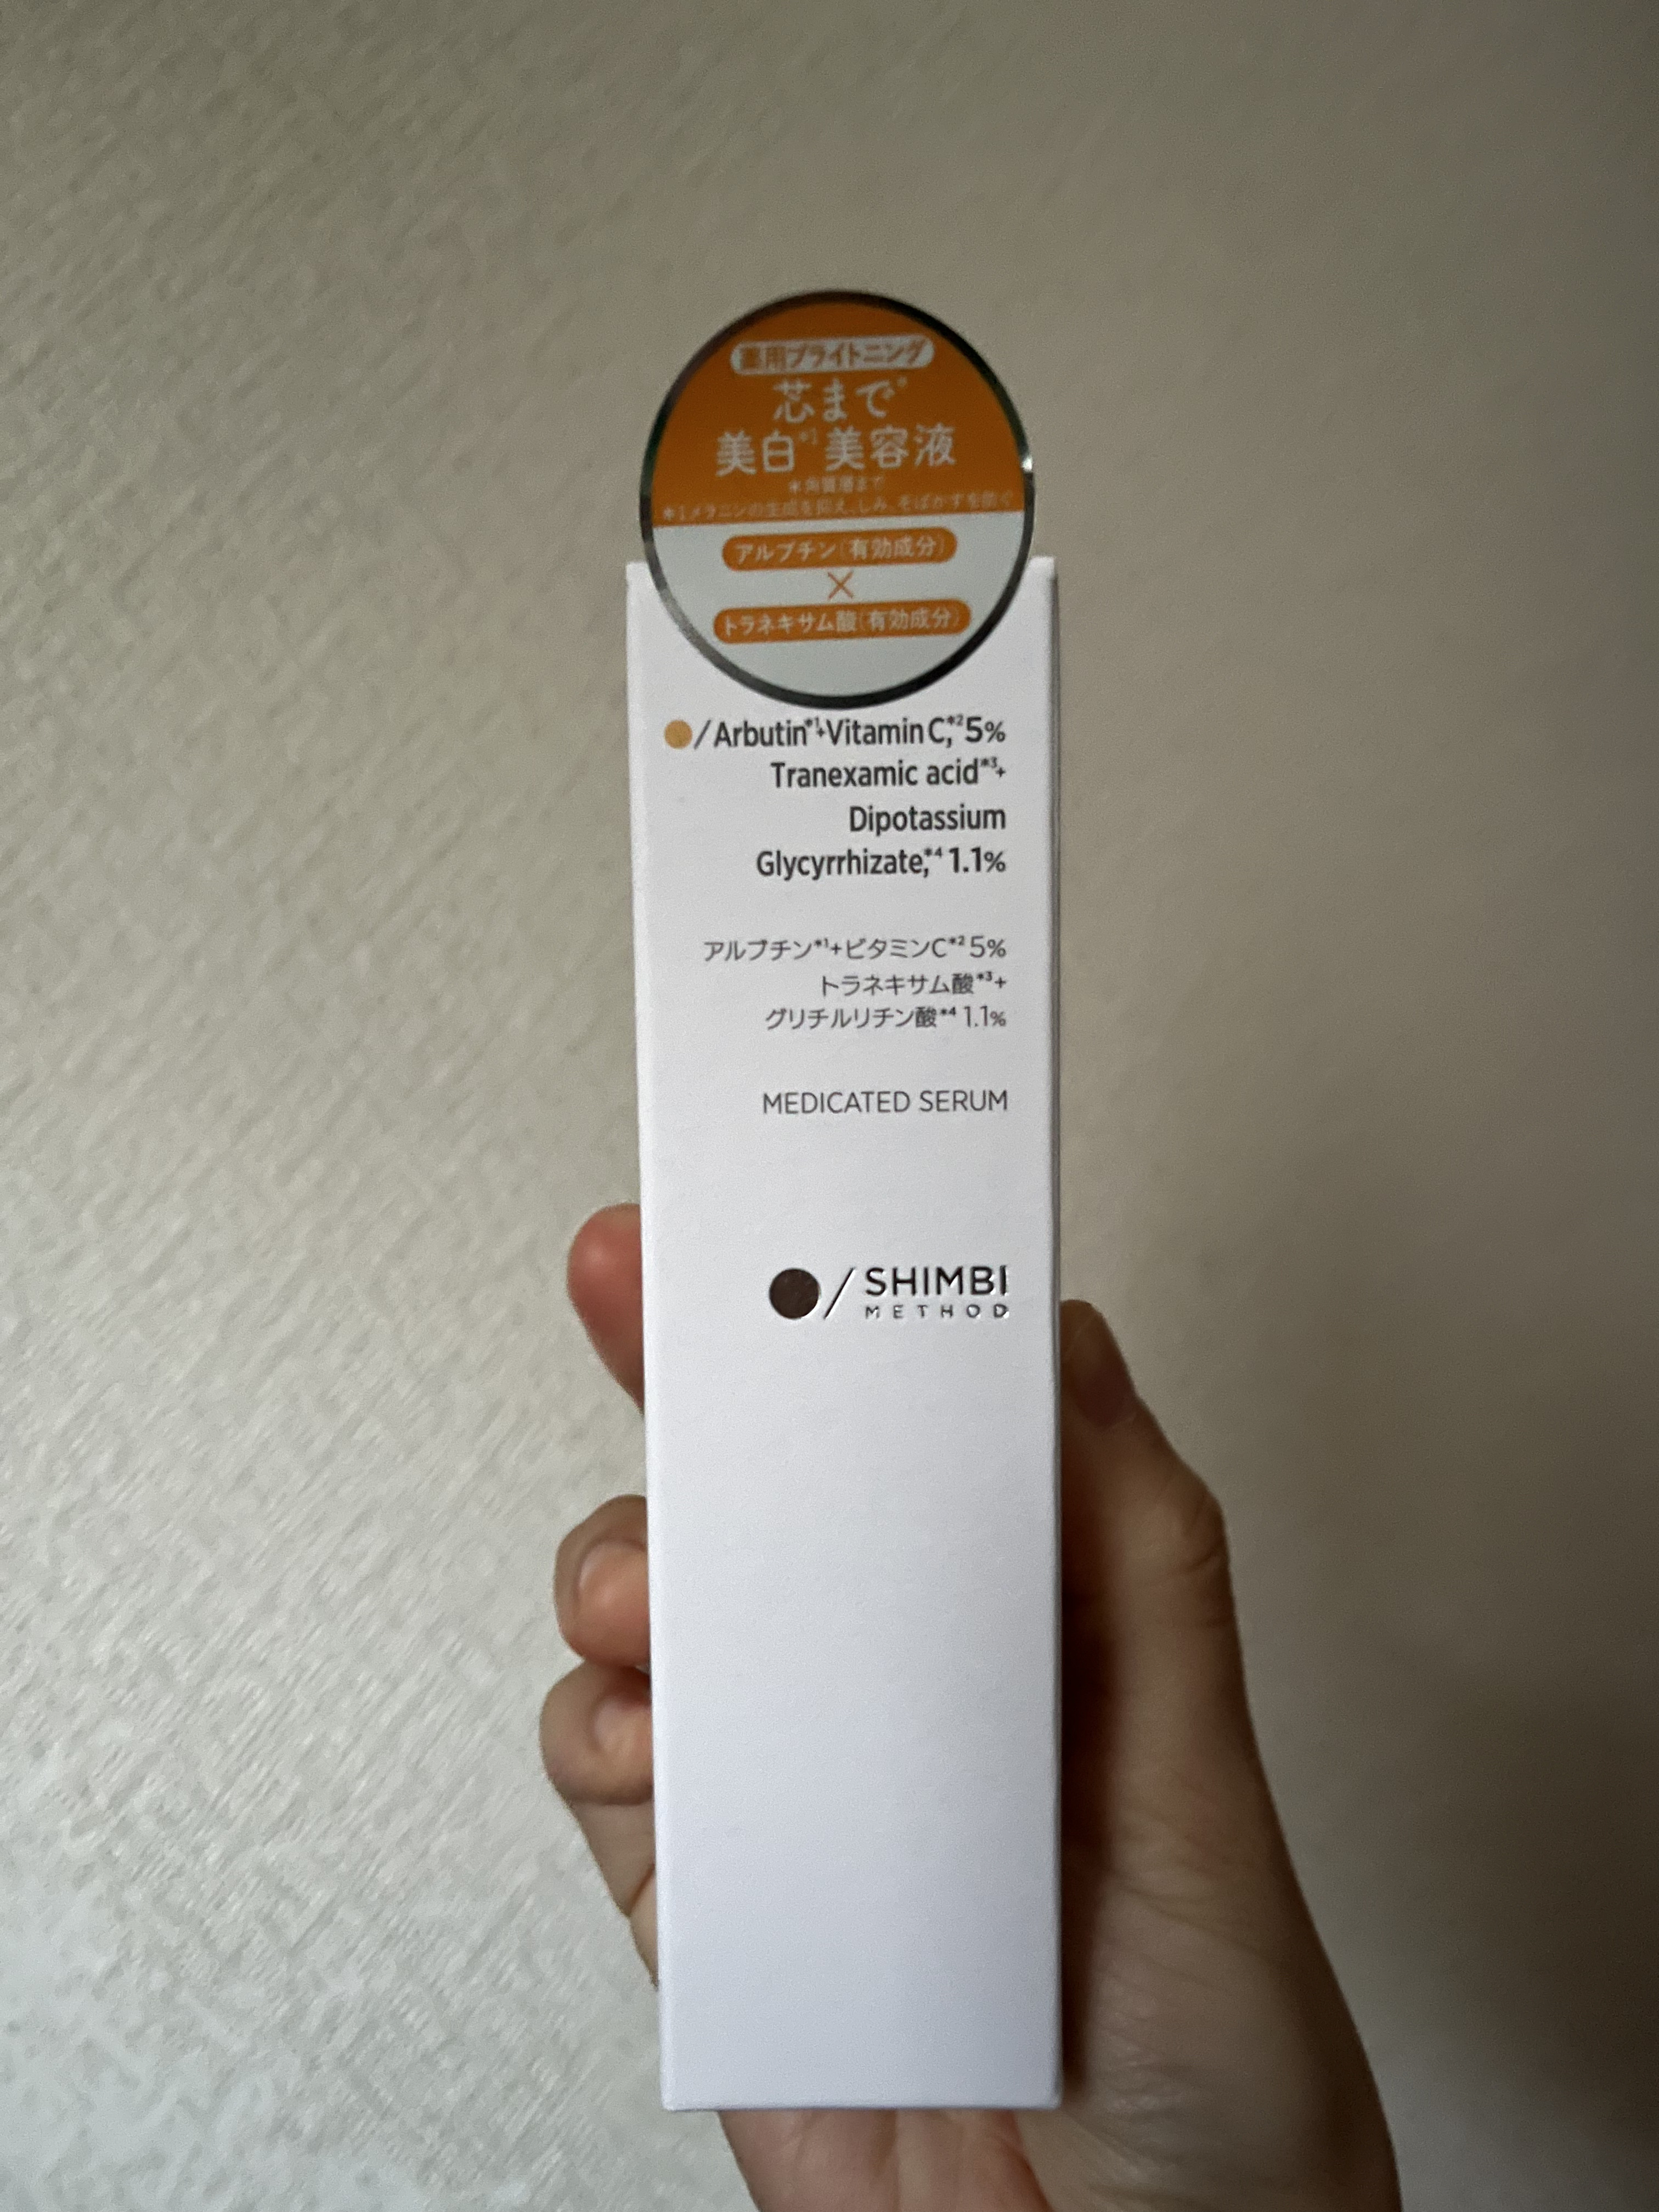 薬用ブライトニング
芯まで*
美白*1美容液
*角質層まで
*1メラニンの生成を抑え、しみ、そばかすを防ぐ
アルブチン(有効成分)
×
トラネキサム酸(有効成分)
/Arbutin*1+Vitamin C,*2 5%
Tranexamic acid*3+
Dipotassium
Glycyrrhizate,*4 1.1%
アルブチン*1+ビタミンC*2 5%
トラネキサム酸*3+
グリチルリチン酸*4 1.1%
MEDICATED SERUM
/SHIMBI
METHOD